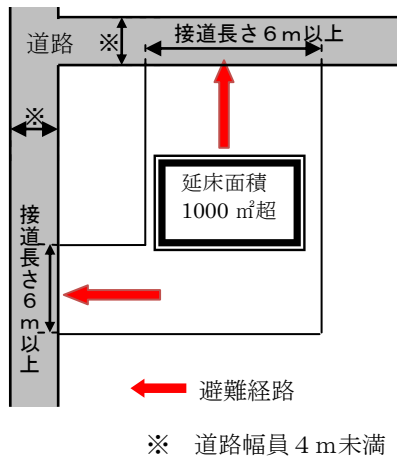 接道長さ6m以上
道路 ※
※
延床面積
1000 ㎡超
接道長さ6m以上
避難経路
※ 道路幅員4m未満